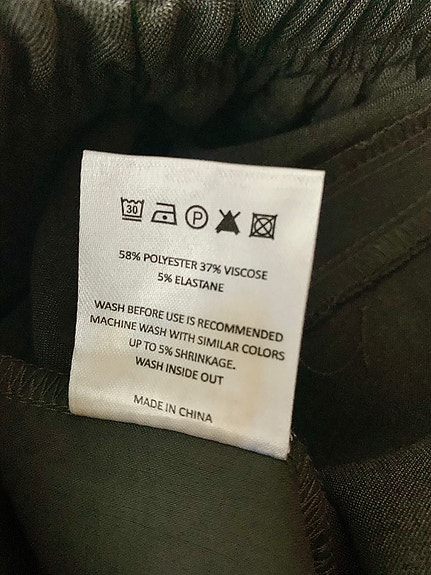 30 P
58% POLYESTER 37% VISCOSE
5% ELASTANE
WASH BEFORE USE IS RECOMMENDED
MACHINE WASH WITH SIMILAR COLORS
UP TO 5% SHRINKAGE.
WASH INSIDE OUT
MADE IN CHINA